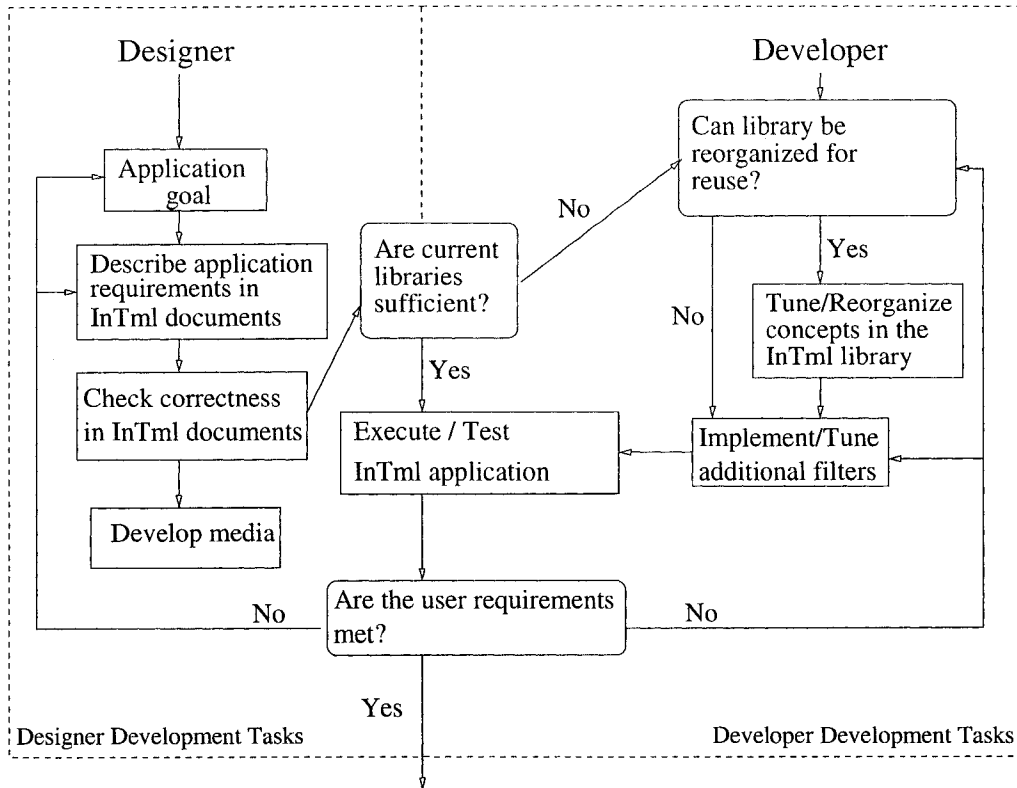 Designer
Developer
Can library be
reorganized for
reuse?
Application
goal
No
Are current
libraries
sufficient?
Yes
Describe application
requirements in
InTml documents
No
Tune/Reorganize
concepts in the
InTml library
Yes
Check correctness
in InTml documents
Execute / Test
InTml application
Implement/Tune
additional filters
Develop media
Are the user requirements
met?
No
No
Yes
Designer Development Tasks
Developer Development Tasks